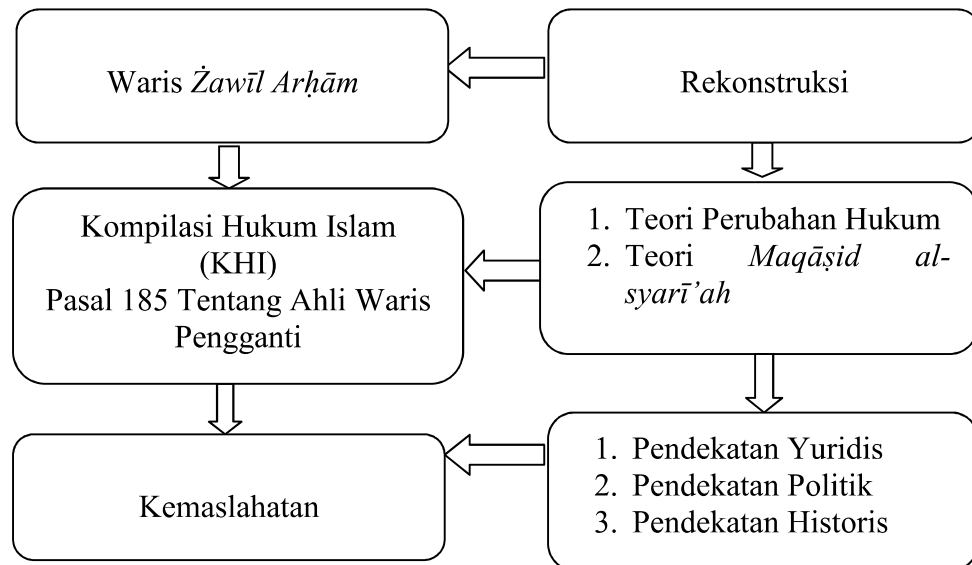 Waris Żawīl Arḥām
Rekonstruksi
Kompilasi Hukum Islam
(KHI)
Pasal 185 Tentang Ahli Waris
Pengganti
1. Teori Perubahan Hukum
2. Teori Maqāṣid al-
syarī’ah
Kemaslahatan
1. Pendekatan Yuridis
2. Pendekatan Politik
3. Pendekatan Historis